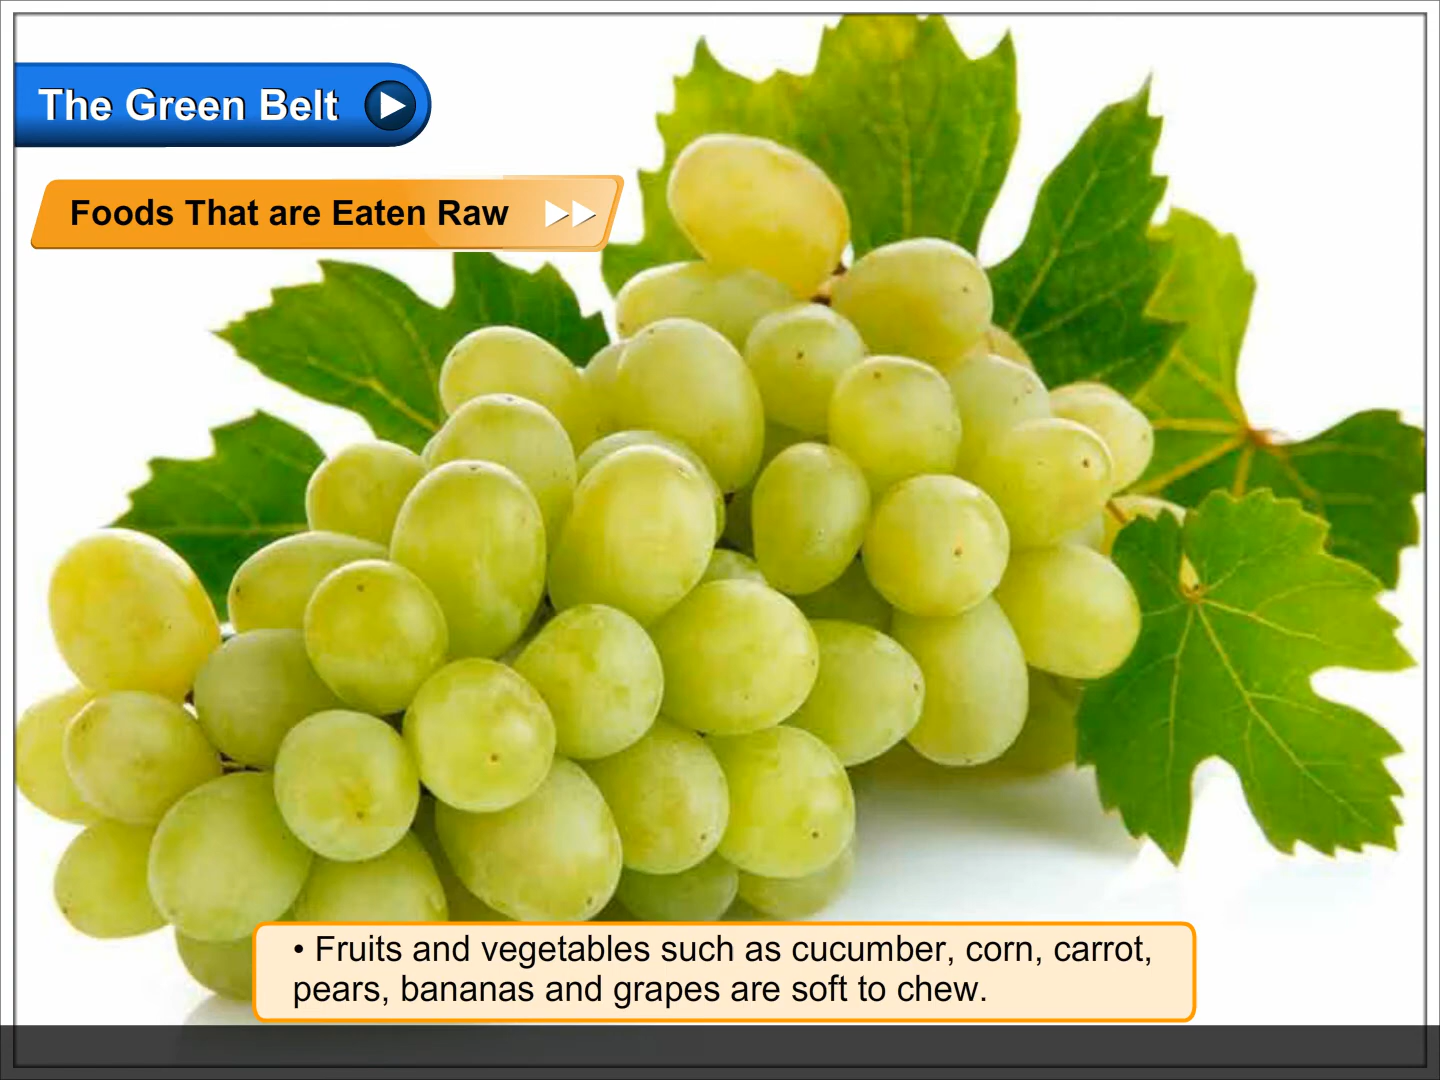 The Green Belt
Foods That are Eaten Raw
• Fruits and vegetables such as cucumber, corn, carrot,
pears, bananas and grapes are soft to chew.